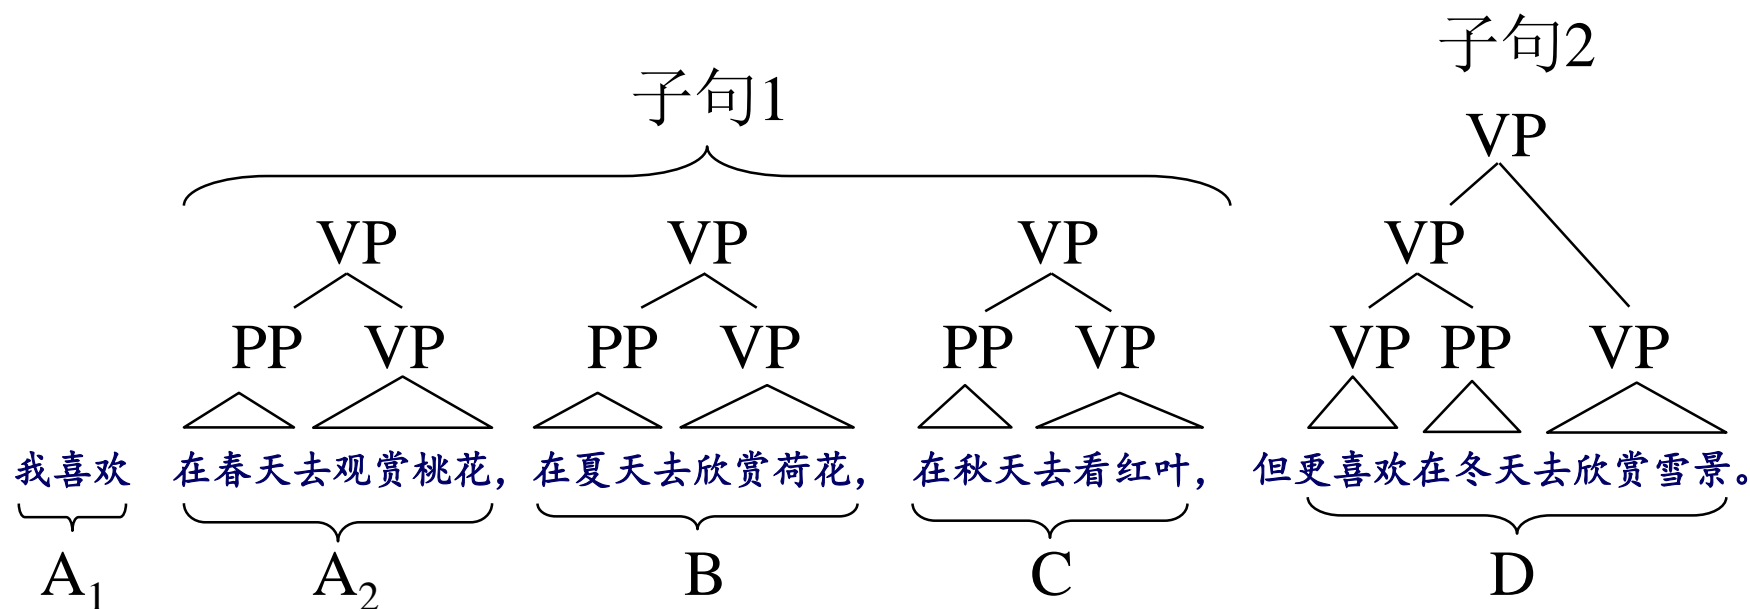 子句2
子句1
VP
VP VP VP VP
PP VP PP VP PP VP VP PP VP
我喜欢 在春天去观赏桃花, 在夏天去欣赏荷花, 在秋天去看红叶, 但更喜欢在冬天去欣赏雪景。
A1 A2 B C D